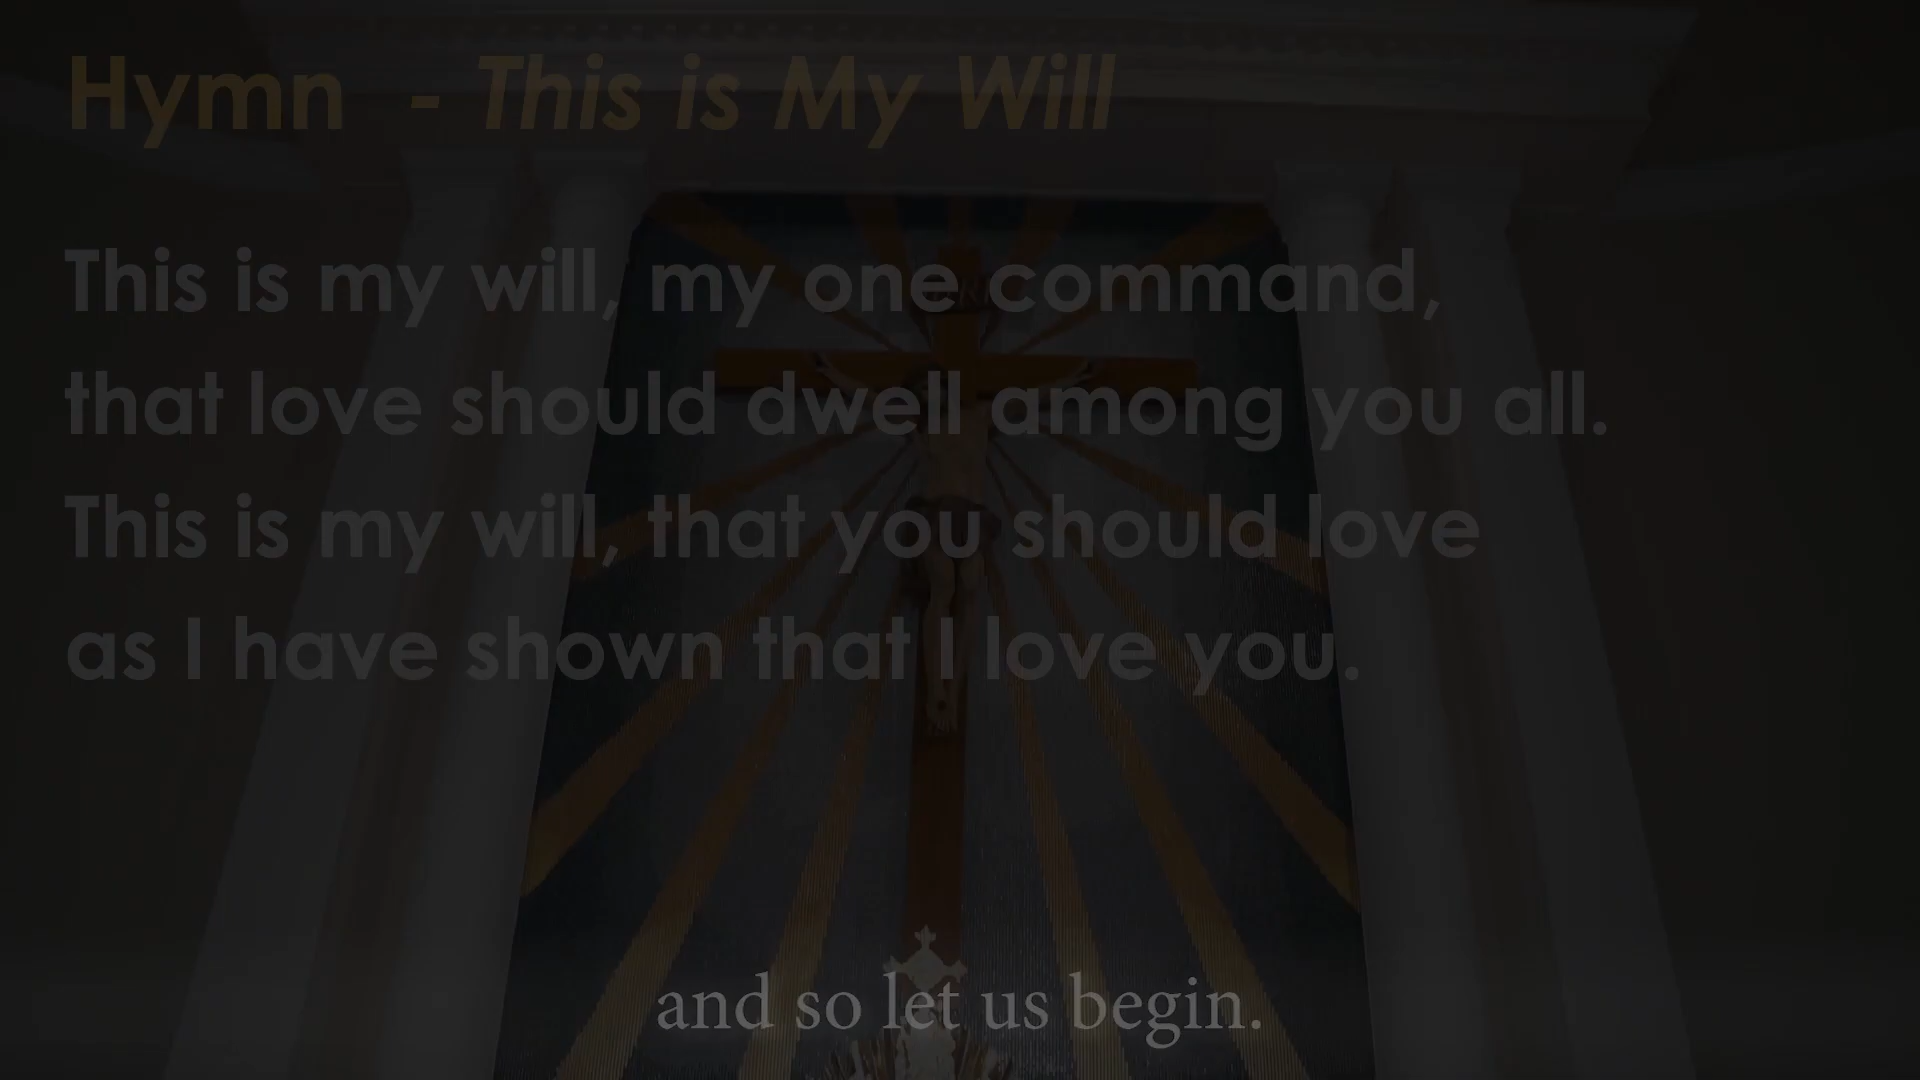 Hymn - This is My Will
This is my will, my one command,
that love should dwell among you all.
This is my will, that you should love
as I have shown that I love you.
and so let us begin.